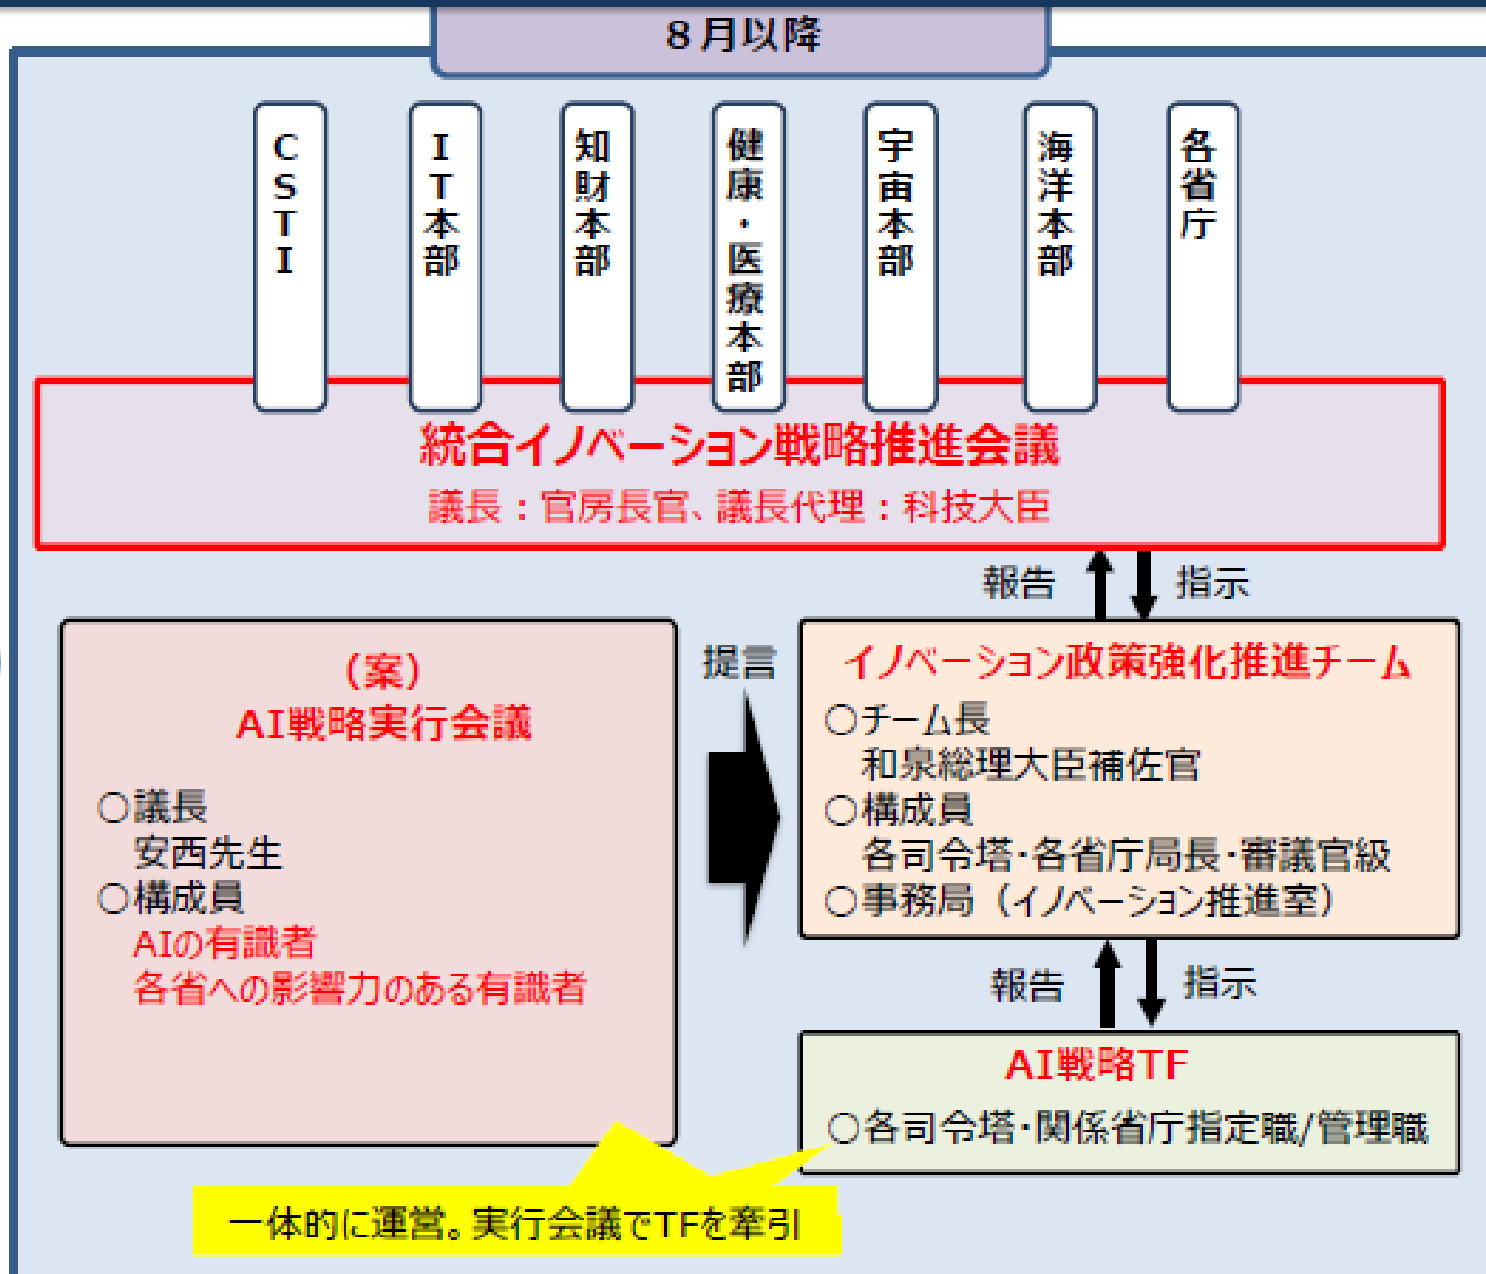 ８月以降
CSTI
IT本部
知財本部
健康・医療本部
宇宙本部
海洋本部
各省庁
統合イノベーション戦略推進会議
議長：官房長官、議長代理：科技大臣
報告
指示
（案）
AI戦略実行会議
○議長
安西先生
○構成員
AIの有識者
各省への影響力のある有識者
提言
イノベーション政策強化推進チーム
○チーム長
和泉総理大臣補佐官
○構成員
各司令塔・各省庁局長・審議官級
○事務局（イノベーション推進室）
報告
指示
AI戦略TF
○各司令塔・関係省庁指定職/管理職
一体的に運営。実行会議でTFを牽引